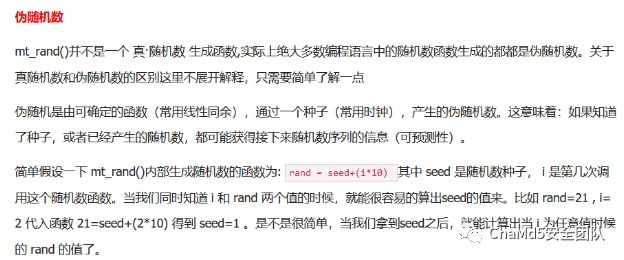 伪随机数
mt_rand()并不是一个 真·随机数 生成函数,实际上绝大多数编程语言中的随机数函数生成的都都是伪随机数。关于
真随机数和伪随机数的区别这里不展开解释，只需要简单了解一点
伪随机是由可确定的函数（常用线性同余），通过一个种子（常用时钟），产生的伪随机数。这意味着：如果知道
了种子，或者已经产生的随机数，都可能获得接下来随机数序列的信息（可预测性）。
简单假设一下 mt_rand()内部生成随机数的函数为: rand = seed+(i*10) 其中 seed 是随机数种子， i 是第几次调
用这个随机数函数。当我们同时知道 i 和 rand 两个值的时候，就能很容易的算出seed的值来。比如 rand=21 , i=
2 代入函数 21=seed+(2*10) 得到 seed=1 。是不是很简单，当我们拿到seed之后，就能计算出当 i 为任意值时候
的 rand 的值了。
ChaMd5安全团队